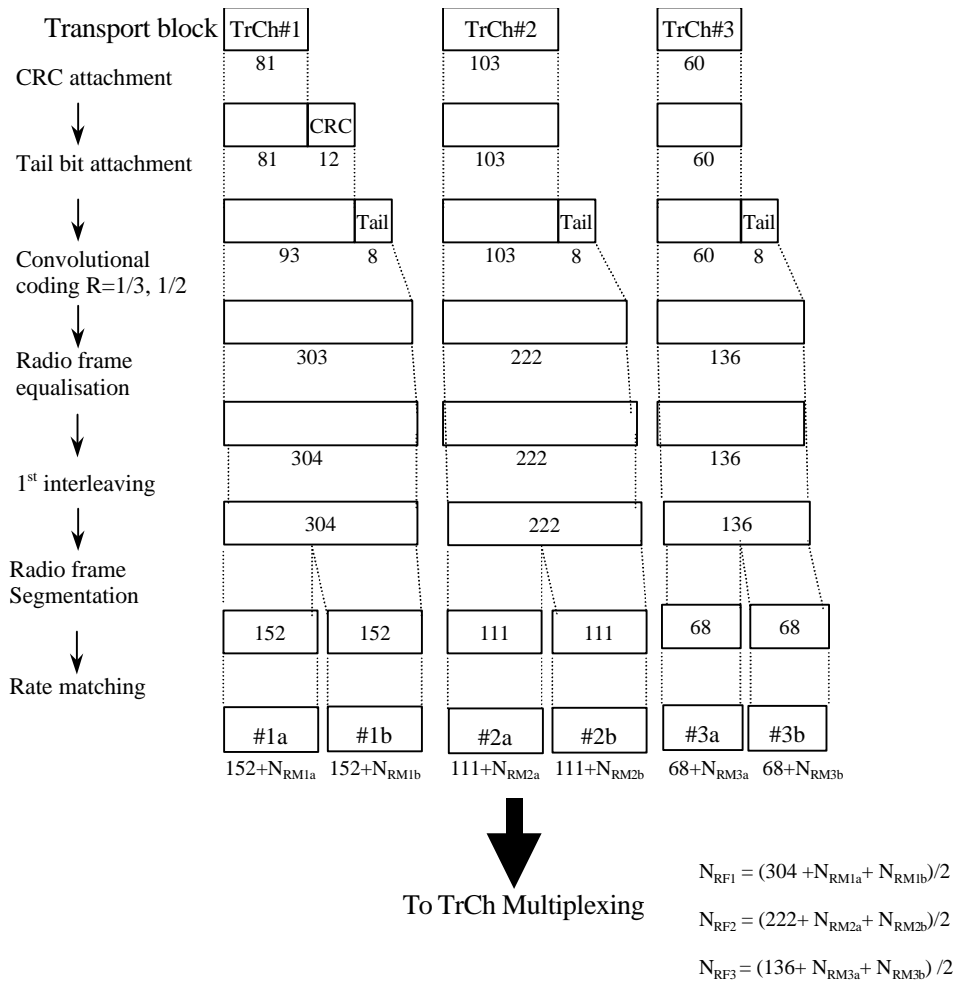 Transport block TrCh#1 TrCh#2 TrCh#3
81 103 60
CRC attachment
CRC
81 12 103 60
Tail bit attachment
Tail Tail Tail
93 8 103 8 60 8
Convolutional
coding R=1/3, 1/2
303 222 136
Radio frame
equalisation
304 222 136
1st interleaving
304 222 136
Radio frame
Segmentation
152 152 111 111 68 68
Rate matching
#1a #1b #2a #2b #3a #3b
152+NRM1a 152+NRM1b 111+NRM2a 111+NRM2b 68+NRM3a 68+NRM3b
To TrCh Multiplexing
NRF1 = (304 +NRM1a+ NRM1b)/2
NRF2 = (222+ NRM2a+ NRM2b)/2
NRF3 = (136+ NRM3a+ NRM3b) /2